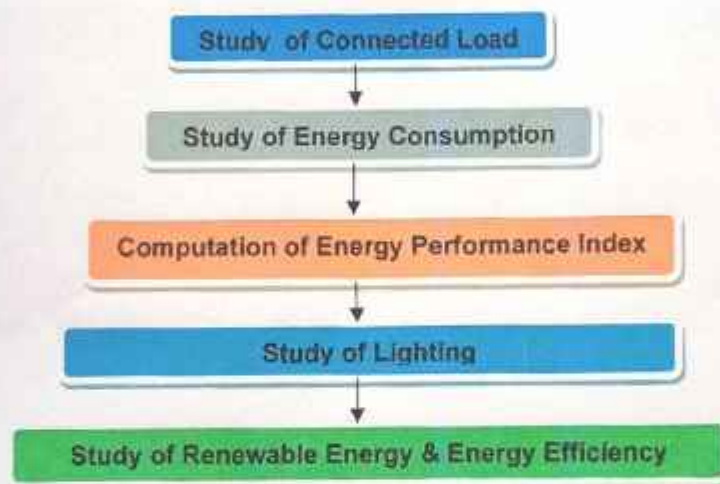 Study of Connected Load
Study of Energy Consumption
Computation of Energy Performance Index
Study of Lighting
Study of Renewable Energy & Energy Efficiency